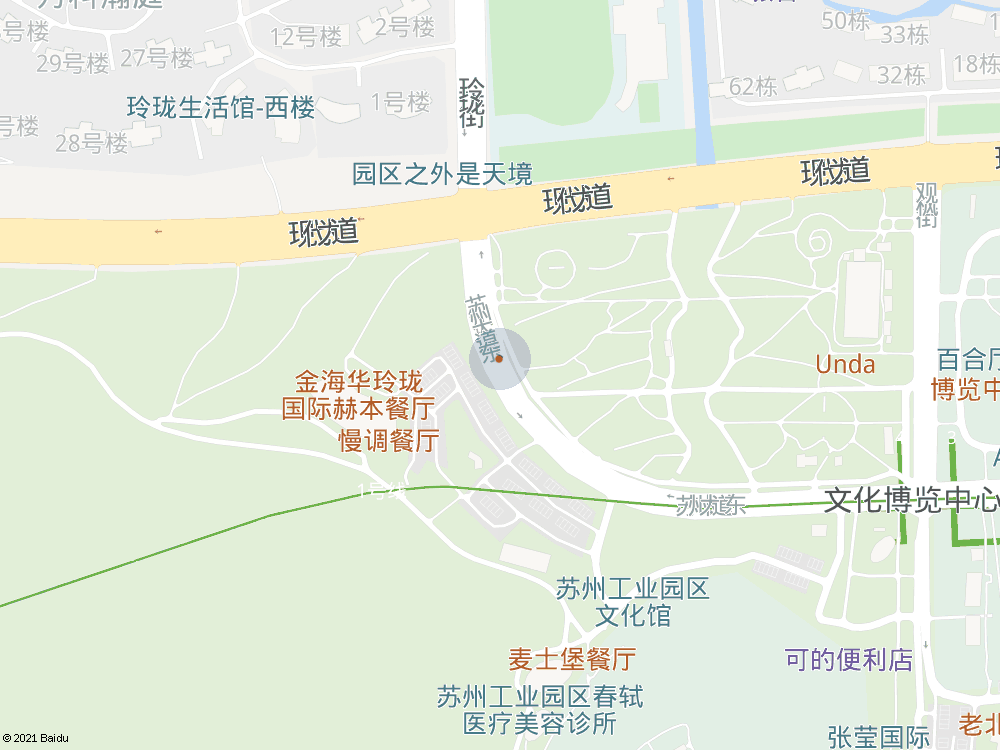 2号楼
12号楼
27号楼
29号楼
50栋
33栋
18栋
32栋
62栋
玲珑生活馆-西楼
1号楼
28号楼
玲珑街
园区之外是天境
现代大道
现代大道
现代大道
观枫街
苏州大道东
Unda
百合厅
金海华玲珑
国际赫本餐厅
慢调餐厅
1号线
苏州大道东
文化博览中心
苏州工业园区
文化馆
麦士堡餐厅
可的便利店
苏州工业园区春轼
医疗美容诊所
张莹国际
老北
© 2021 Baidu